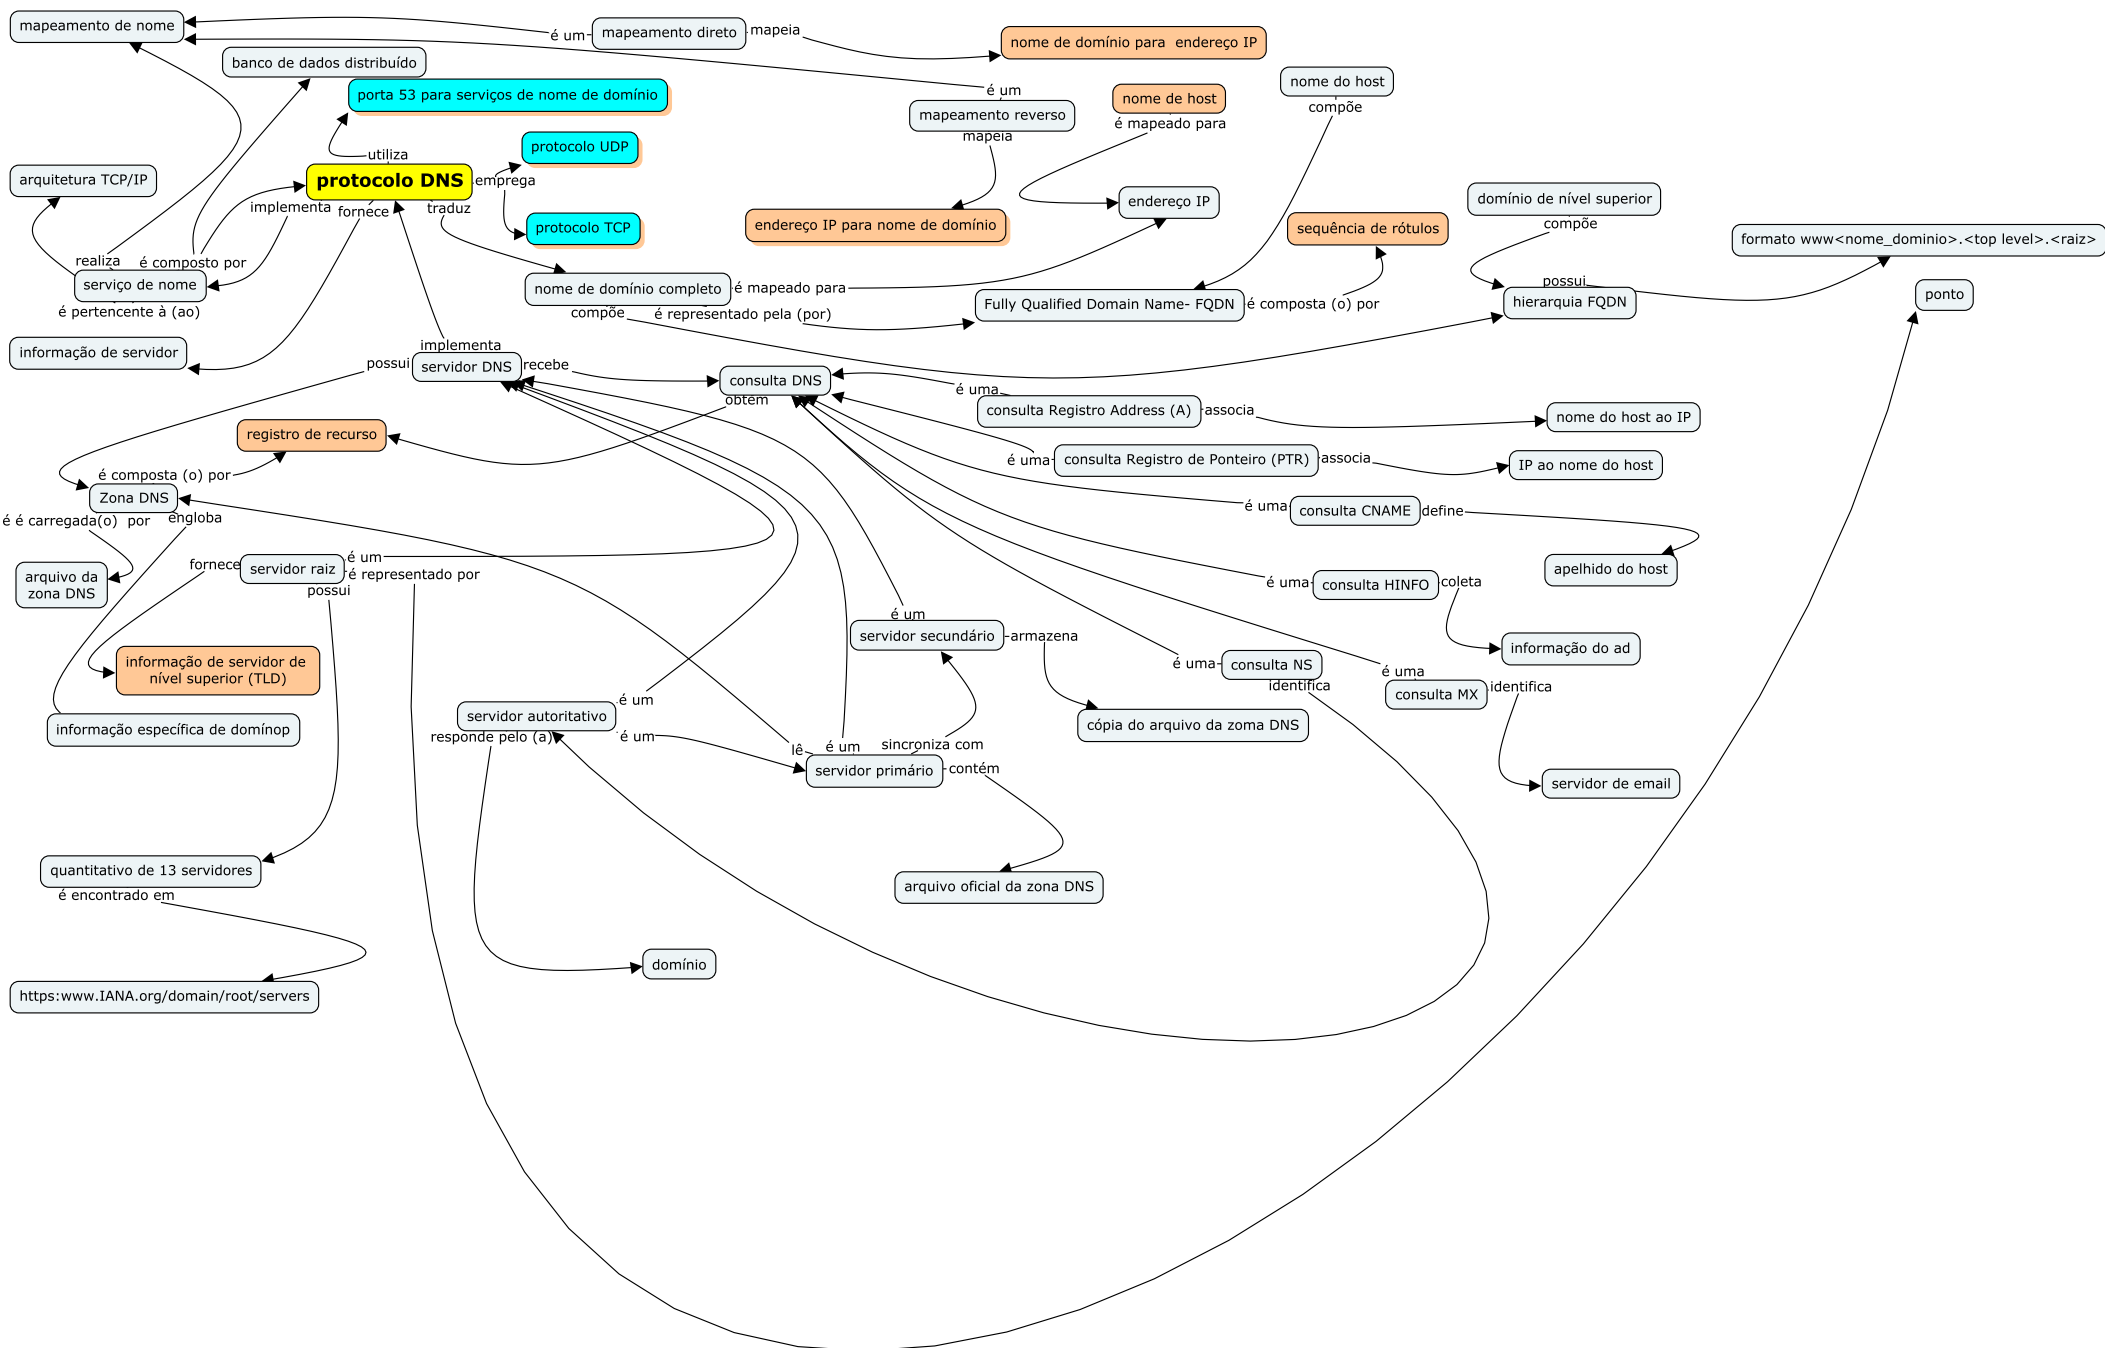 mapeamento de nome
é um
mapeamento direto
mapeia
nome de domínio para  endereço IP
banco de dados distribuído
porta 53 para serviços de nome de domínio
é um
mapeamento reverso
mapeia
nome de host
é mapeado para
nome do host
compõe
utiliza
protocolo UDP
arquitetura TCP/IP
protocolo DNS
emprega
implementa
fornece
traduz
protocolo TCP
endereço IP para nome de domínio
endereço IP
sequência de rótulos
domínio de nível superior
compõe
formato www<nome_dominio>.<top level>.<raiz>
realiza
é composto por
serviço de nome
é pertencente à (ao)
nome de domínio completo
é mapeado para
compõe
é representado pela (por)
Fully Qualified Domain Name- FQDN
é composta (o) por
possui
hierarquia FQDN
ponto
informação de servidor
implementa
possui
servidor DNS
recebe
consulta DNS
obtem
é uma
consulta Registro Address (A)
associa
nome do host ao IP
registro de recurso
é uma
consulta Registro de Ponteiro (PTR)
associa
IP ao nome do host
é composta (o) por
Zona DNS
é é carregada(o)  por
engloba
é uma
consulta CNAME
define
arquivo da
zona DNS
fornece
servidor raiz
é um
é representado por
possui
apelhido do host
é uma
consulta HINFO
coleta
é um
servidor secundário
armazena
informação do ad
informação de servidor de
nível superior (TLD)
é uma
consulta NS
identifica
é uma
consulta MX
identifica
informação específica de domínop
servidor autoritativo
é um
é um
responde pelo (a)
cópia do arquivo da zoma DNS
lê
é um
sincroniza com
servidor primário
contém
servidor de email
quantitativo de 13 servidores
é encontrado em
arquivo oficial da zona DNS
domínio
https:www.IANA.org/domain/root/servers